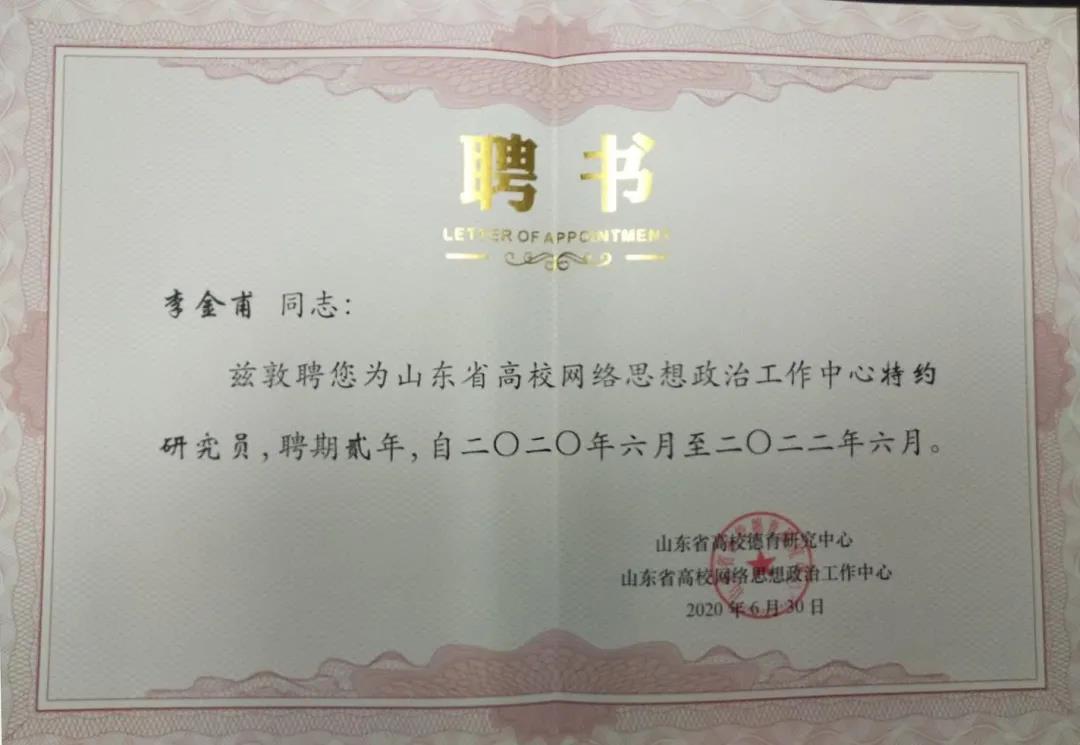 聘书
LETTER OF APPOINTMENT
李金甫 同志：
兹敦聘您为山东省高校网络思想政治工作中心特约
研究员，聘期贰年，自二〇二〇年六月至二〇二二年六月。
山东省高校德育研究中心
山东省高校网络思想政治工作中心
2020年6月30日